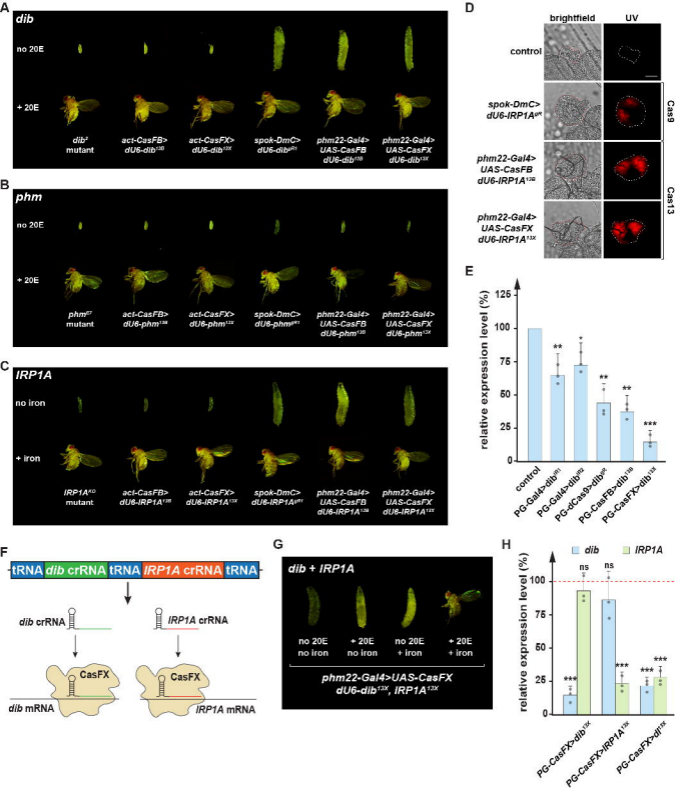 A
dib
no 20E
+ 20E
dib²
mutant
act-CasFB>
dU6-dib13B
act-CasFX>
dU6-dib13X
spok-DmC>
dU6-dibgR1
phm22-Gal4>
UAS-CasFB
dU6-dib13B
phm22-Gal4>
UAS-CasFX
dU6-dib13X
B
phm
no 20E
+ 20E
phmE7
mutant
act-CasFB>
dU6-phm13B
act-CasFX>
dU6-phm13X
spok-DmC>
dU6-phmgR1
phm22-Gal4>
UAS-CasFB
dU6-phm13B
phm22-Gal4>
UAS-CasFX
dU6-phm13X
C
IRP1A
no iron
+ iron
IRP1AKO
mutant
act-CasFB>
dU6-IRP1A13B
act-CasFX>
dU6-IRP1A13X
spok-DmC>
dU6-IRP1AgR1
phm22-Gal4>
UAS-CasFB
dU6-IRP1A13B
phm22-Gal4>
UAS-CasFX
dU6-IRP1A13X
D
brightfield
UV
control
spok-DmC>
dU6-IRP1AgR
phm22-Gal4>
UAS-CasFB
dU6-IRP1A13B
phm22-Gal4>
UAS-CasFX
dU6-IRP1A13X
Cas9
Cas13
E
relative expression level (%)
125
100
75
50
25
0
**
*
**
**
***
control
PG-Gal4>dibIR1
PG-Gal4>dibIR2
PG-dCas9>dibgR
PG-CasFB>dib13B
PG-CasFX>dib13X
F
tRNA
dib crRNA
tRNA
IRP1A crRNA
tRNA
dib crRNA
IRP1A crRNA
CasFX
CasFX
dib mRNA
IRP1A mRNA
G
dib + IRP1A
no 20E
no iron
+ 20E
no iron
no 20E
+ iron
+ 20E
+ iron
phm22-Gal4>UAS-CasFX
dU6-dib13X, IRP1A13X
H
dib
IRP1A
relative expression level (%)
125
100
75
50
25
0
***
ns
ns
***
***
***
PG-CasFX>dib13X
PG-CasFX>IRP1A13X
PG-CasFX>dI13X